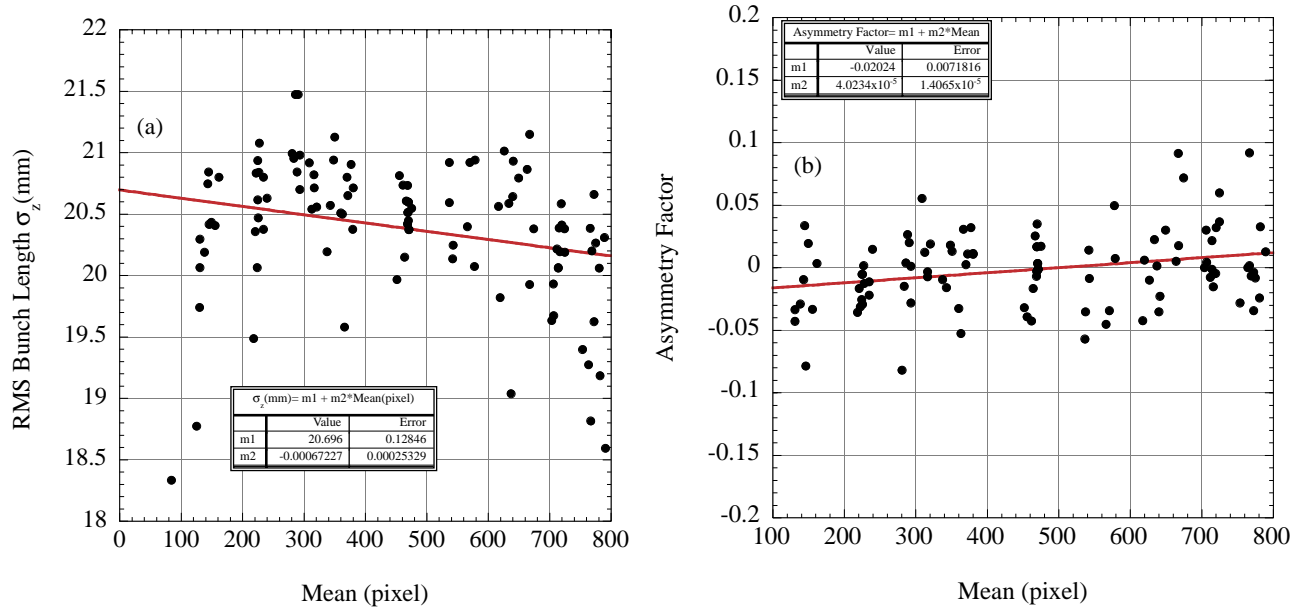 22
21.5
21
20.5
20
19.5
19
18.5
18
RMS Bunch Length σ_z(mm)
(a)
σ_z(mm)= m1 + m2*Mean(pixel)
Value Error
m1 20.696 0.12846
m2 -0.00067227 0.00025329
0 100 200 300 400 500 600 700 800
Mean (pixel)
0.2
0.15
0.1
0.05
0
-0.05
-0.1
-0.15
-0.2
Asymmetry Factor
Asymmetry Factor= m1 + m2*Mean
Value Error
m1 -0.02024 0.0071816
m2 4.0234x10⁻⁵ 1.4065x10⁻⁵
(b)
100 200 300 400 500 600 700 800
Mean (pixel)